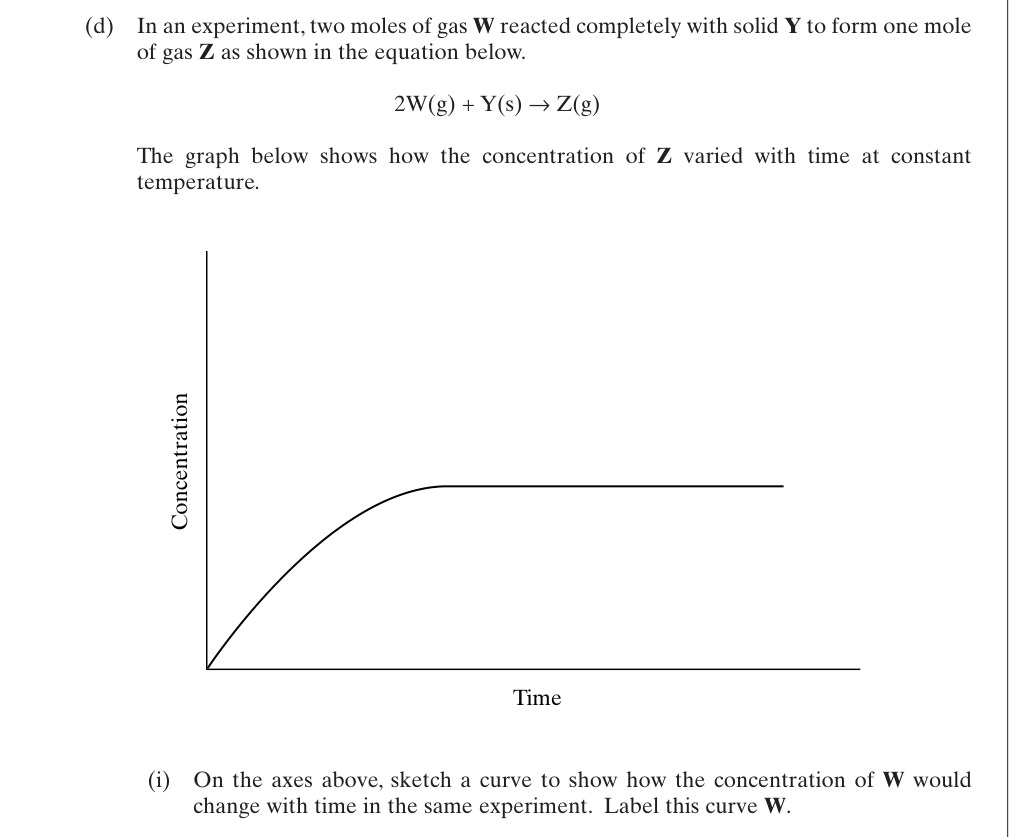 (d) In an experiment, two moles of gas W reacted completely with solid Y to form one mole
of gas Z as shown in the equation below.
2W(g) + Y(s) → Z(g)
The graph below shows how the concentration of Z varied with time at constant
temperature.
Concentration
Time
(i) On the axes above, sketch a curve to show how the concentration of W would
change with time in the same experiment. Label this curve W.